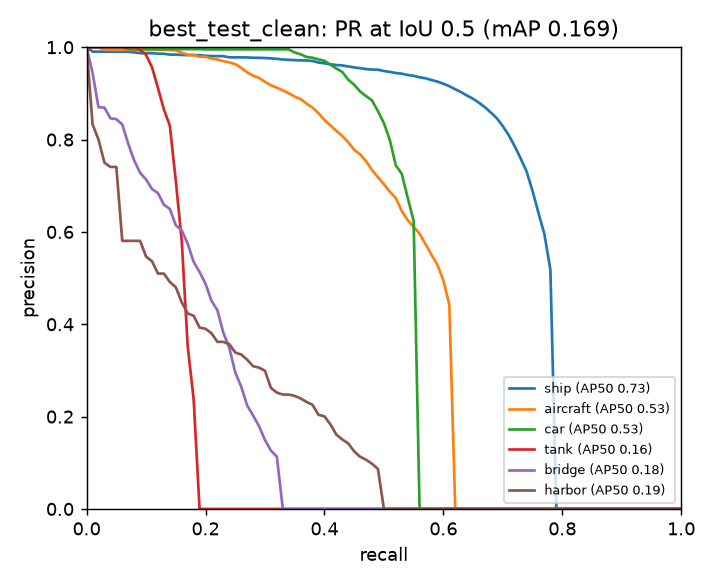 best_test_clean: PR at IoU 0.5 (mAP 0.169)
1.0
0.8
0.6
0.4
0.2
0.0
precision
ship (AP50 0.73)
aircraft (AP50 0.53)
car (AP50 0.53)
tank (AP50 0.16)
bridge (AP50 0.18)
harbor (AP50 0.19)
0.0 0.2 0.4 0.6 0.8 1.0
recall